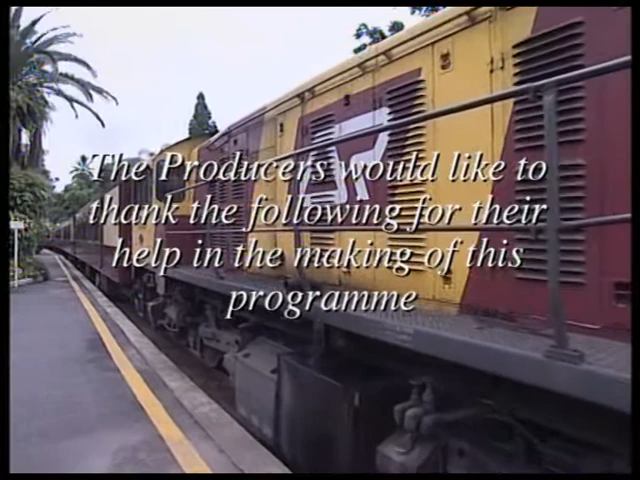 The Producers would like to
thank the following for their
help in the making of this
programme